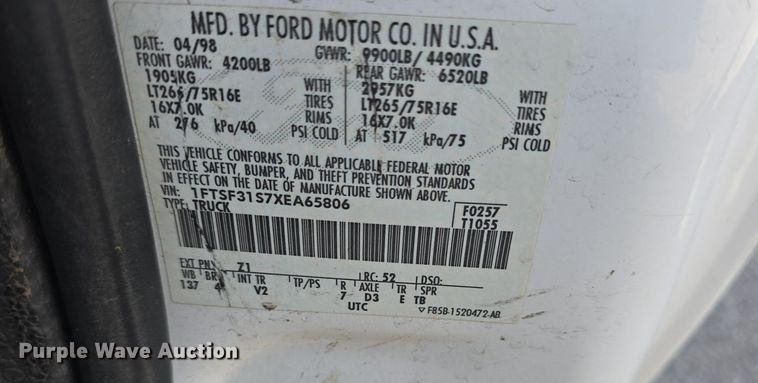 MFD. BY FORD MOTOR CO. IN U.S.A.
DATE: 04/98 GVWR: 9900LB/ 4490KG
FRONT GAWR: 4200LB REAR GAWR: 6520LB
1905KG WITH 2957KG WITH
LT265/75R16E TIRES LT265/75R16E TIRES
16X7.0K RIMS 16X7.0K RIMS
AT 276 kPa/40 PSI COLD AT 517 kPa/75 PSI COLD
THIS VEHICLE CONFORMS TO ALL APPLICABLE FEDERAL MOTOR
VEHICLE SAFETY, BUMPER, AND THEFT PREVENTION STANDARDS
IN EFFECT ON THE DATE OF MANUFACTURE SHOWN ABOVE.
VIN: 1FTSF31S7XEA65806 F0257
TYPE: TRUCK T1055
EXT PNT: Z1 RC: 52 DSO:
WB BRK INT TR TP/PS R AXLE TR SPR
137 4 V2 7 D3 E TB
UTC F85B-1520472-AB
Purple Wave Auction